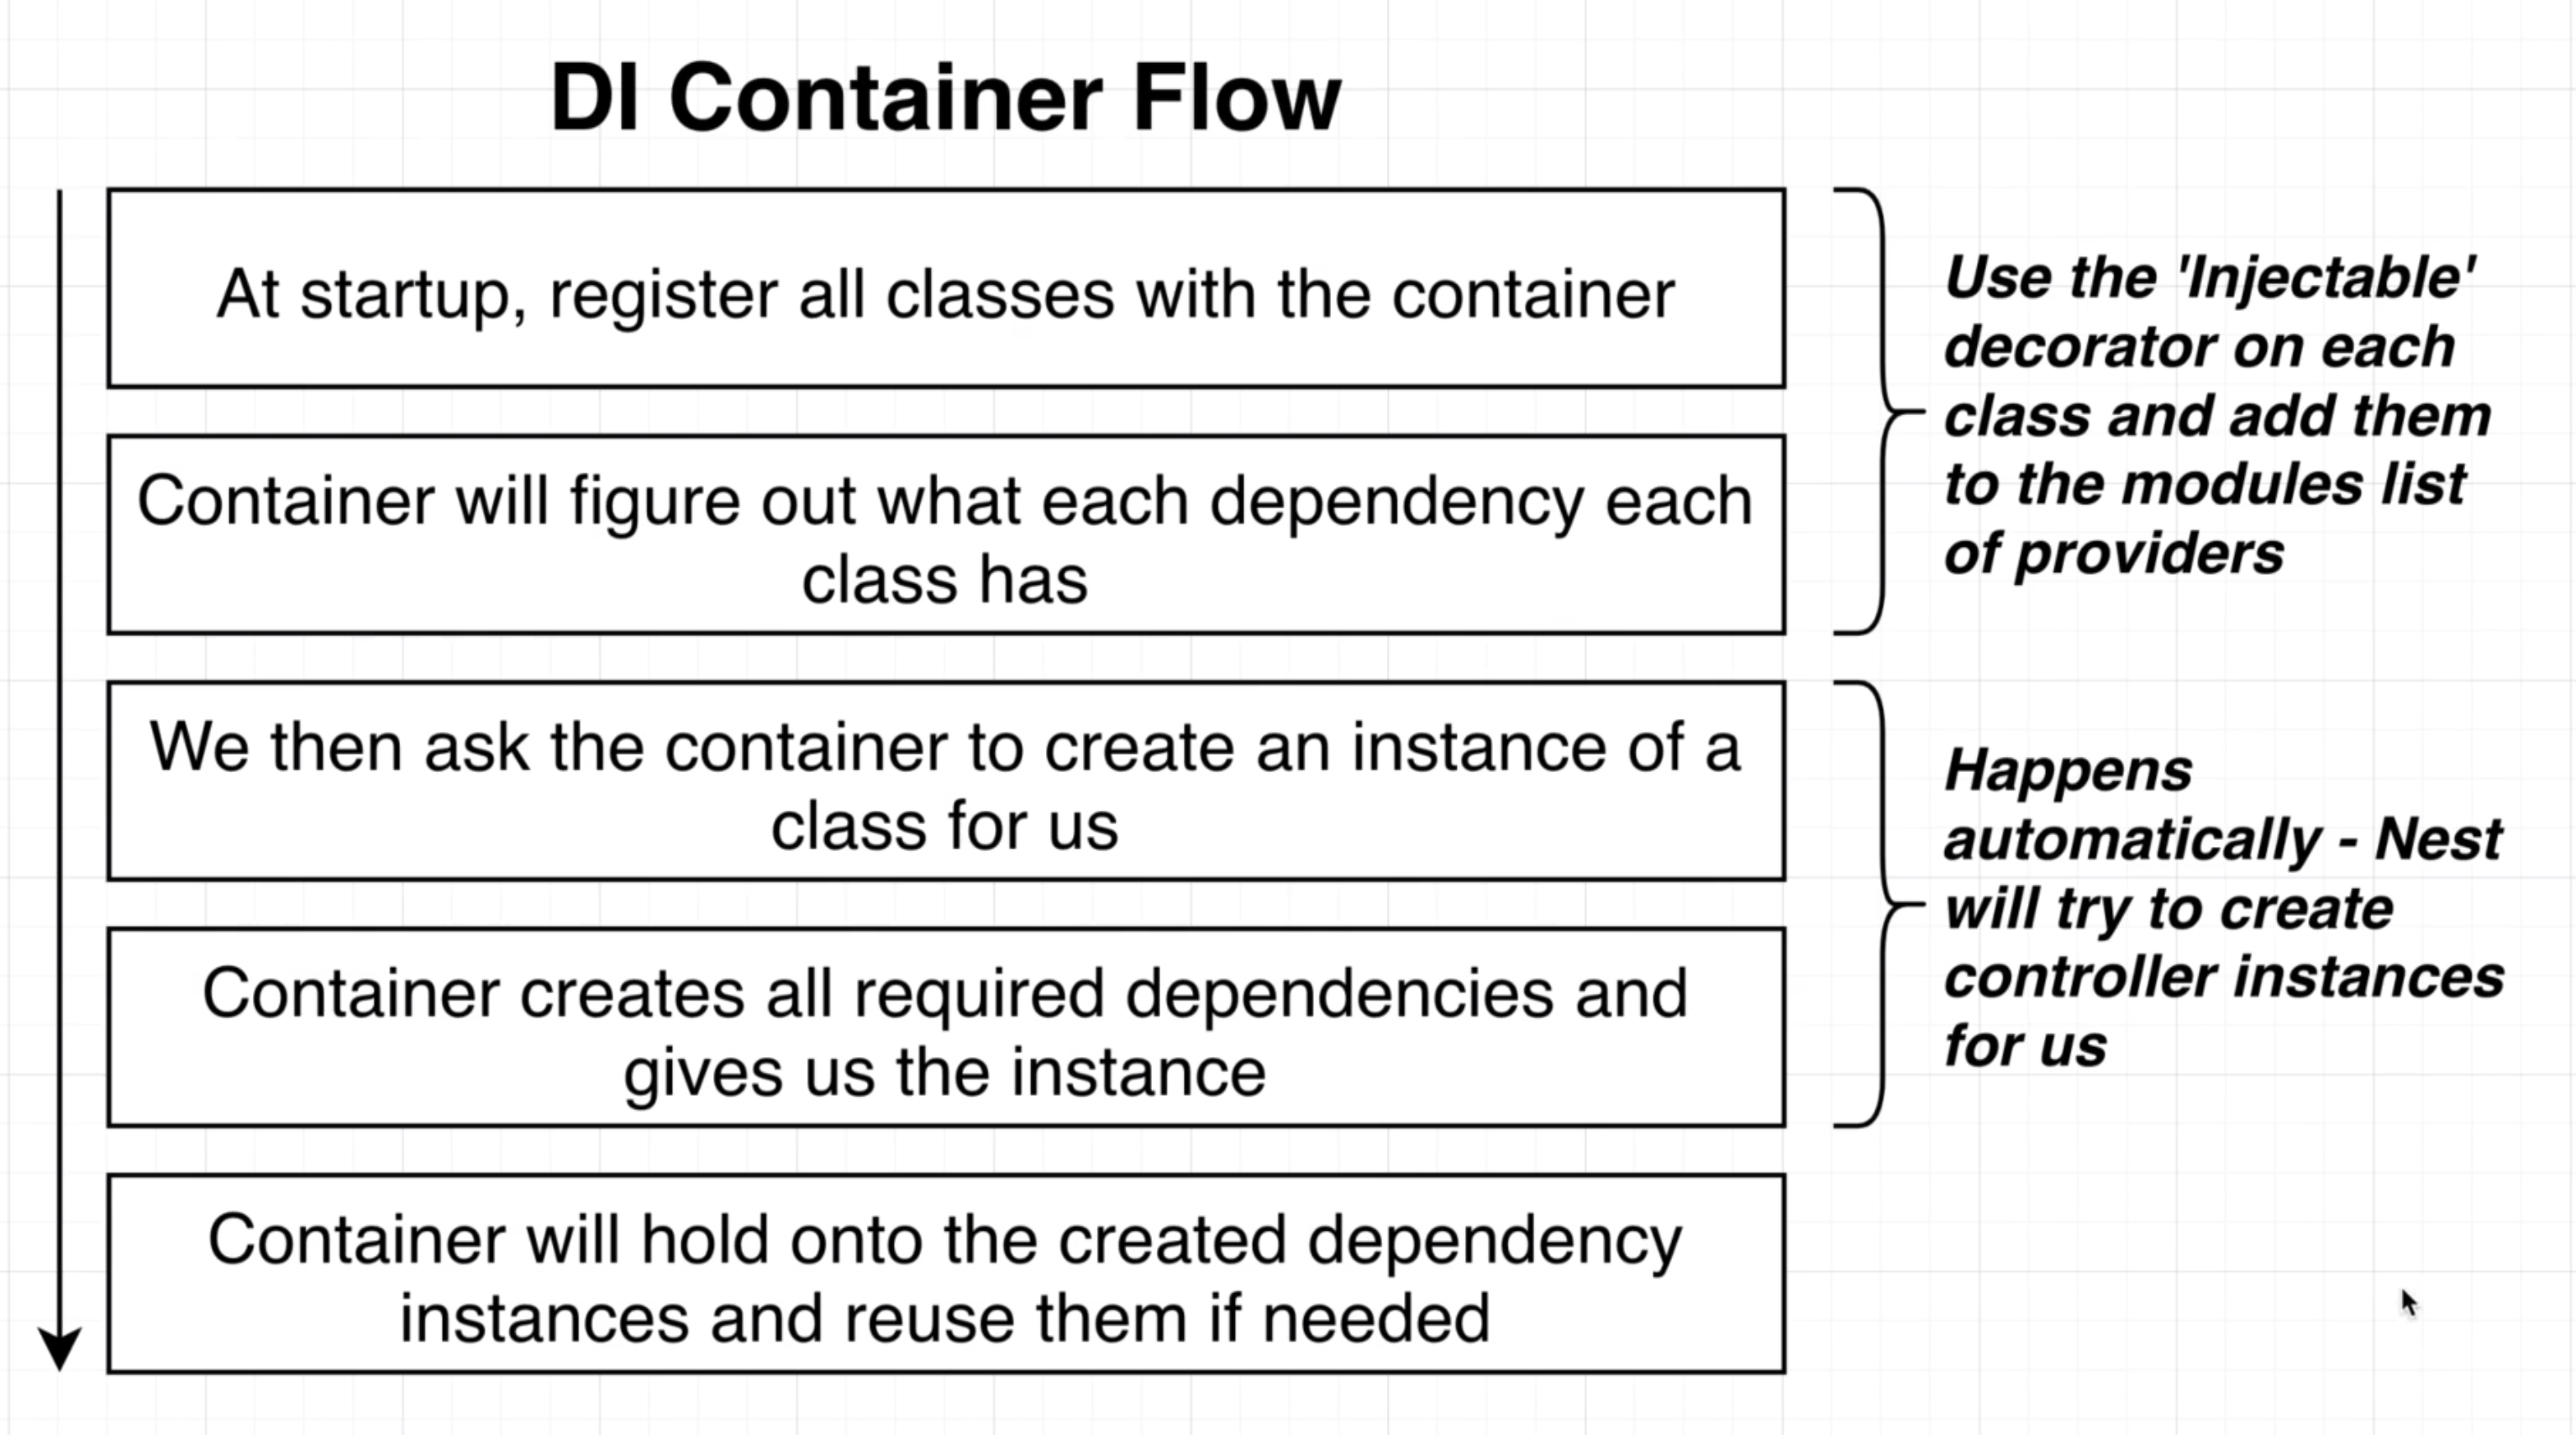 DI Container Flow
At startup, register all classes with the container
Container will figure out what each dependency each
class has
We then ask the container to create an instance of a
class for us
Container creates all required dependencies and
gives us the instance
Container will hold onto the created dependency
instances and reuse them if needed
Use the 'Injectable'
decorator on each
class and add them
to the modules list
of providers
Happens
automatically - Nest
will try to create
controller instances
for us